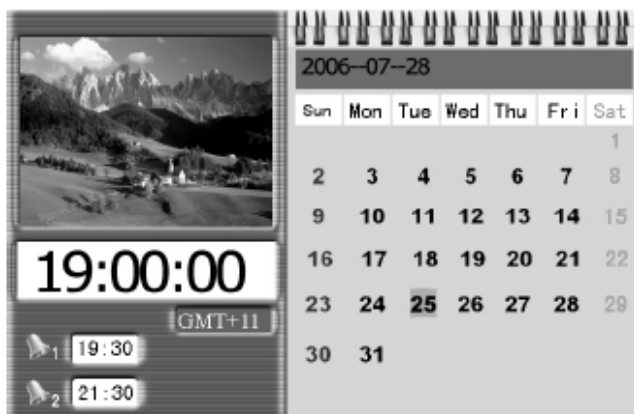 2006--07--28
Sun Mon Tue Wed Thu Fri Sat
1
2 3 4 5 6 7 8
9 10 11 12 13 14 15
16 17 18 19 20 21 22
23 24 25 26 27 28 29
30 31
19:00:00
GMT+11
1 19:30
2 21:30